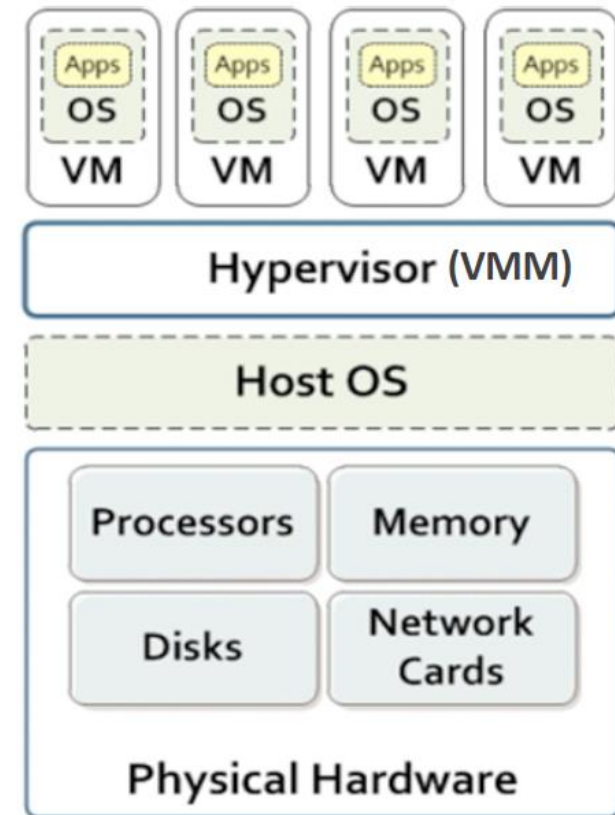 Apps Apps Apps Apps
OS OS OS OS
VM VM VM VM
Hypervisor (VMM)
Host OS
Processors Memory
Disks Network
Cards
Physical Hardware